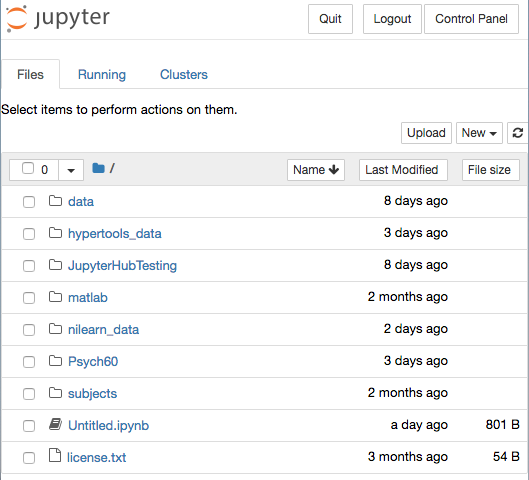 jupyter Quit Logout Control Panel
Files Running Clusters
Select items to perform actions on them.
Upload New
0 / Name Last Modified File size
data 8 days ago
hypertools_data 3 days ago
JupyterHubTesting 8 days ago
matlab 2 months ago
nilearn_data 2 days ago
Psych60 3 days ago
subjects 2 months ago
Untitled.ipynb a day ago 801 B
license.txt 3 months ago 54 B